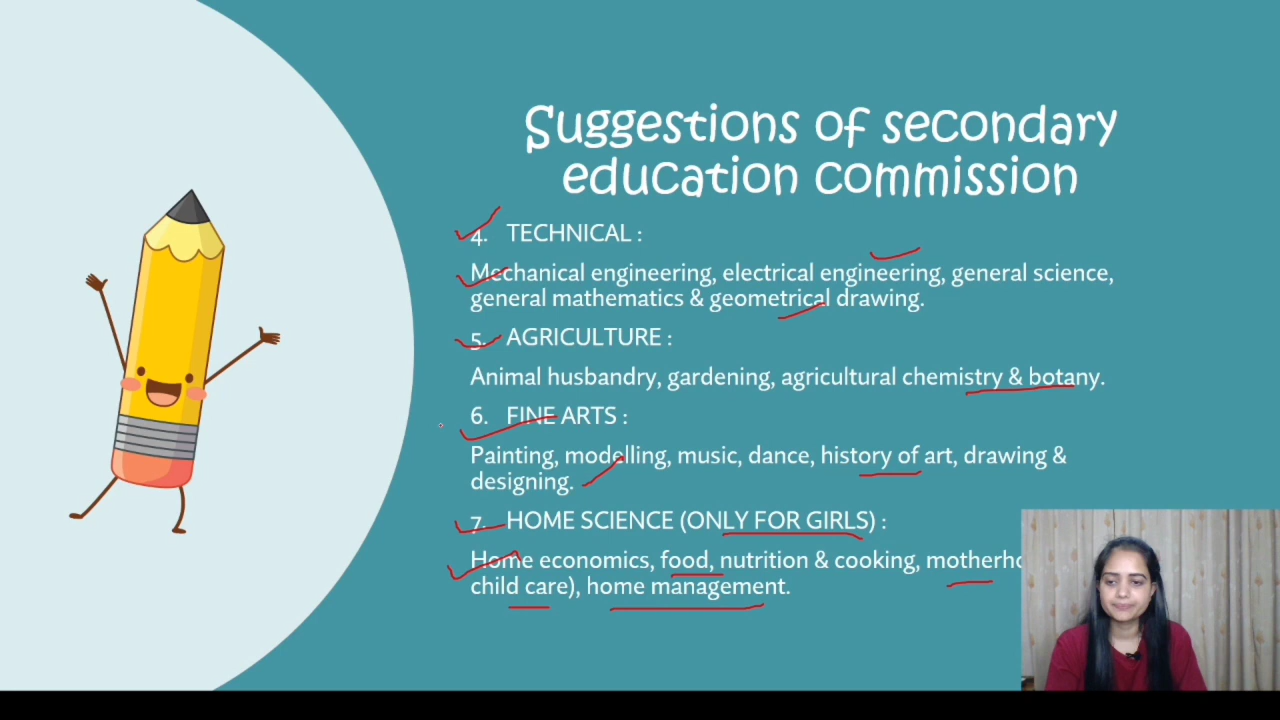 Suggestions of secondary
education commission
4. TECHNICAL :
Mechanical engineering, electrical engineering, general science,
general mathematics & geometrical drawing.
5. AGRICULTURE :
Animal husbandry, gardening, agricultural chemistry & botany.
6. FINE ARTS :
Painting, modelling, music, dance, history of art, drawing &
designing.
7. HOME SCIENCE (ONLY FOR GIRLS) :
Home economics, food, nutrition & cooking,
child care), home management.